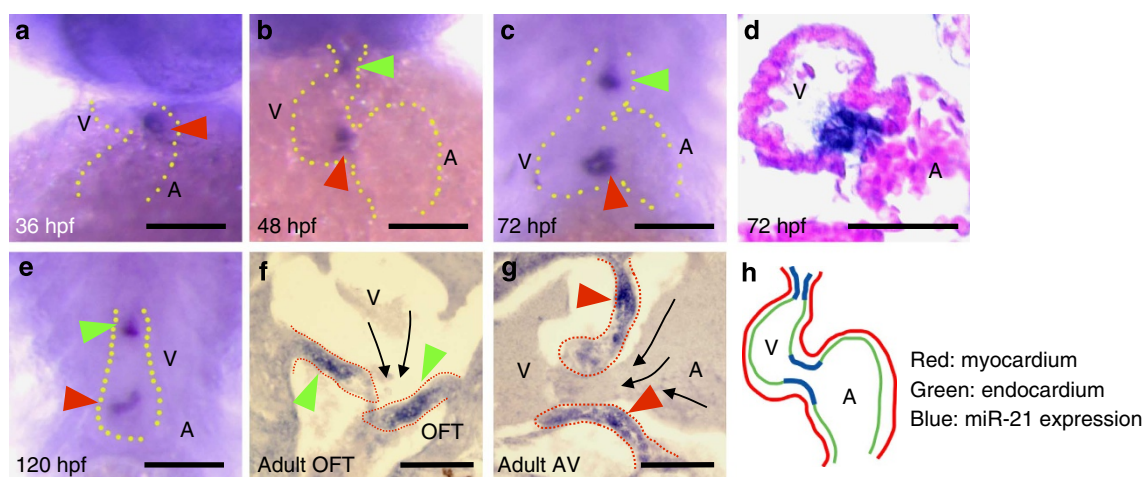 a
V
A
36 hpf
b
V
A
48 hpf
c
V
A
72 hpf
d
V
A
72 hpf
e
V
A
120 hpf
f
V
OFT
Adult OFT
g
V
A
Adult AV
h
V
A
Red: myocardium
Green: endocardium
Blue: miR-21 expression